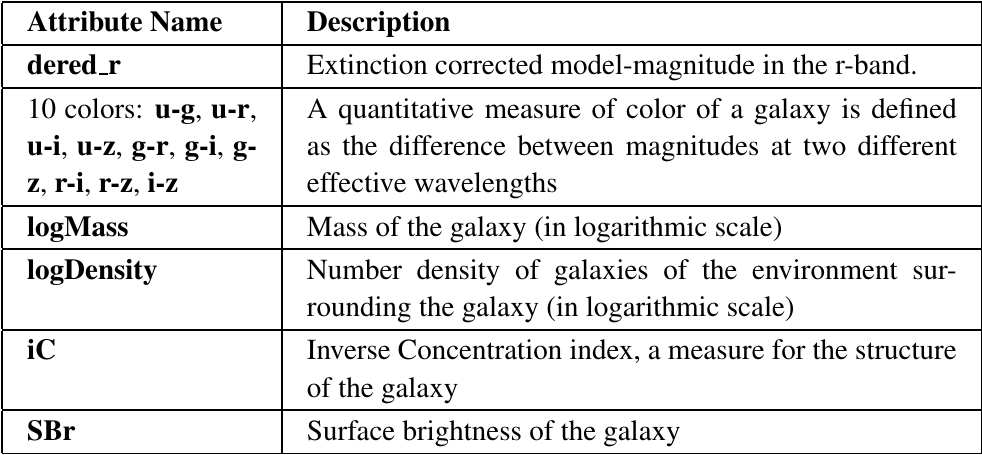 Attribute Name Description
dered_r Extinction corrected model-magnitude in the r-band.
10 colors: u-g, u-r, A quantitative measure of color of a galaxy is defined
u-i, u-z, g-r, g-i, g- as the difference between magnitudes at two different
z, r-i, r-z, i-z effective wavelengths
logMass Mass of the galaxy (in logarithmic scale)
logDensity Number density of galaxies of the environment sur-
rounding the galaxy (in logarithmic scale)
iC Inverse Concentration index, a measure for the structure
of the galaxy
SBr Surface brightness of the galaxy